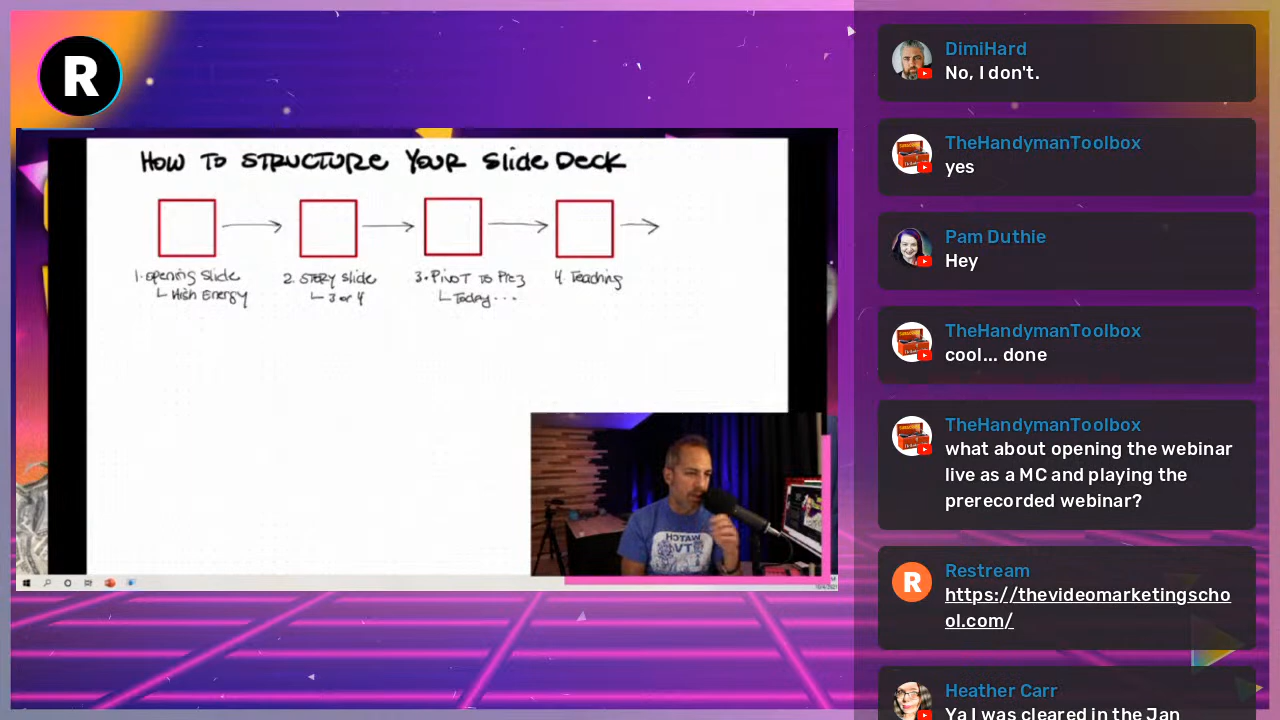 R
HOW TO STRUCTURE YOUR Slide DECK
1. opening Slide
└ High Energy
2. STORY Slide
└ 3 or 4
3. PIVOT TO Prez
└ Today...
4. Teaching
WATCH
TV
DimiHard
No, I don't.
TheHandymanToolbox
yes
Pam Duthie
Hey
TheHandymanToolbox
cool... done
TheHandymanToolbox
what about opening the webinar
live as a MC and playing the
prerecorded webinar?
R
Restream
https://thevideomarketingscho
ol.com/
Heather Carr
Ya I was cleared in the Jan